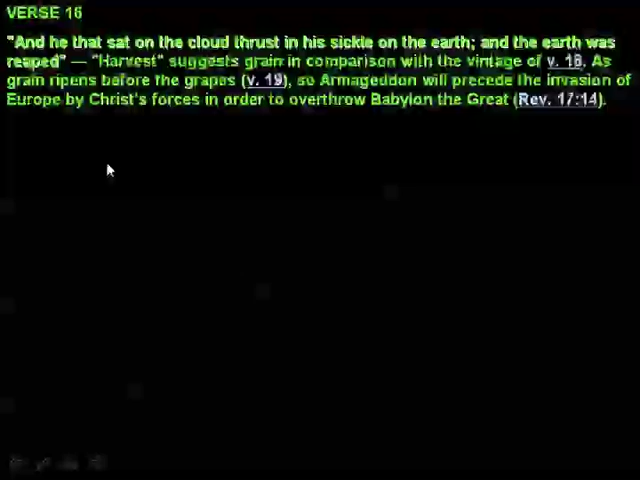 VERSE 16
"And he that sat on the cloud thrust in his sickle on the earth; and the earth was
reaped" — "Harvest" suggests grain in comparison with the vintage of v. 18. As
grain ripens before the grapes (v. 19), so Armageddon will precede the invasion of
Europe by Christ's forces in order to overthrow Babylon the Great (Rev. 17:14).